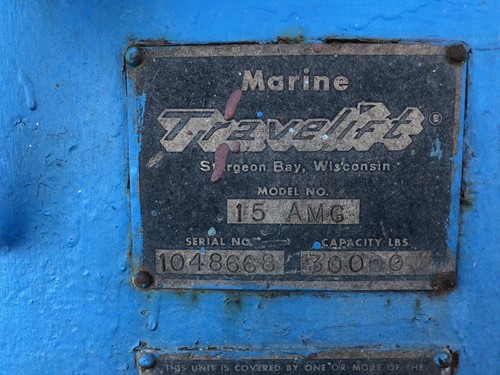 Marine
Travelift ®
Sturgeon Bay, Wisconsin
MODEL NO.
15 AMG
SERIAL NO. CAPACITY LBS.
1048668 30000
THIS UNIT IS COVERED BY ONE OR MORE OF THE